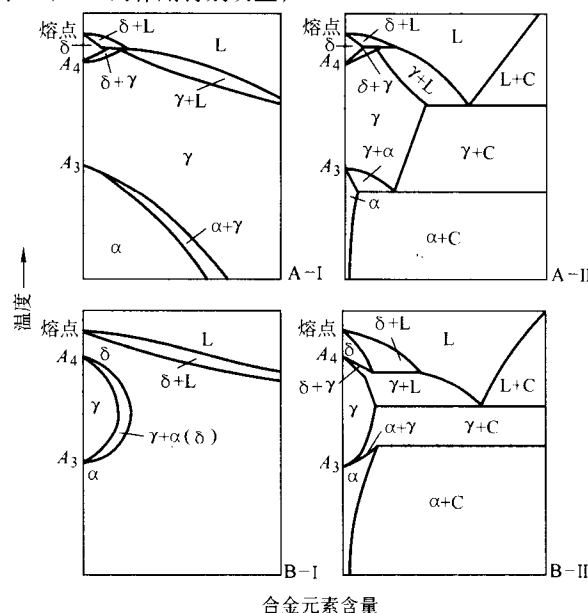 熔点
δ+L
δ
A4
δ+γ
L
γ+L
γ
A3
α+γ
α
A-I
熔点
δ+L
δ
A4
δ+γ
L
γ+L
L+C
γ
γ+α
γ+C
A3
α
α+C
A-II
温度
熔点
L
A4
δ
δ+L
γ
γ+α(δ)
A3
α
B-I
熔点
δ+L
L
A4
δ
δ+γ
γ+L
L+C
γ
α+γ
γ+C
A3
α
α+C
B-II
合金元素含量